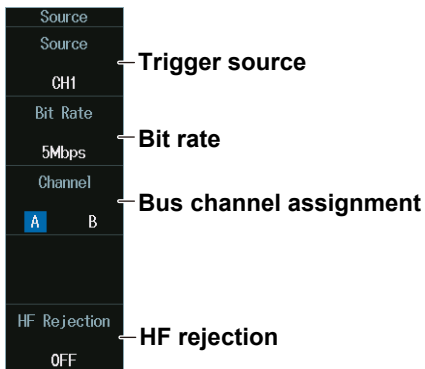 Source
Source
Trigger source
CH1
Bit Rate
Bit rate
5Mbps
Channel
Bus channel assignment
A B
HF Rejection
HF rejection
OFF